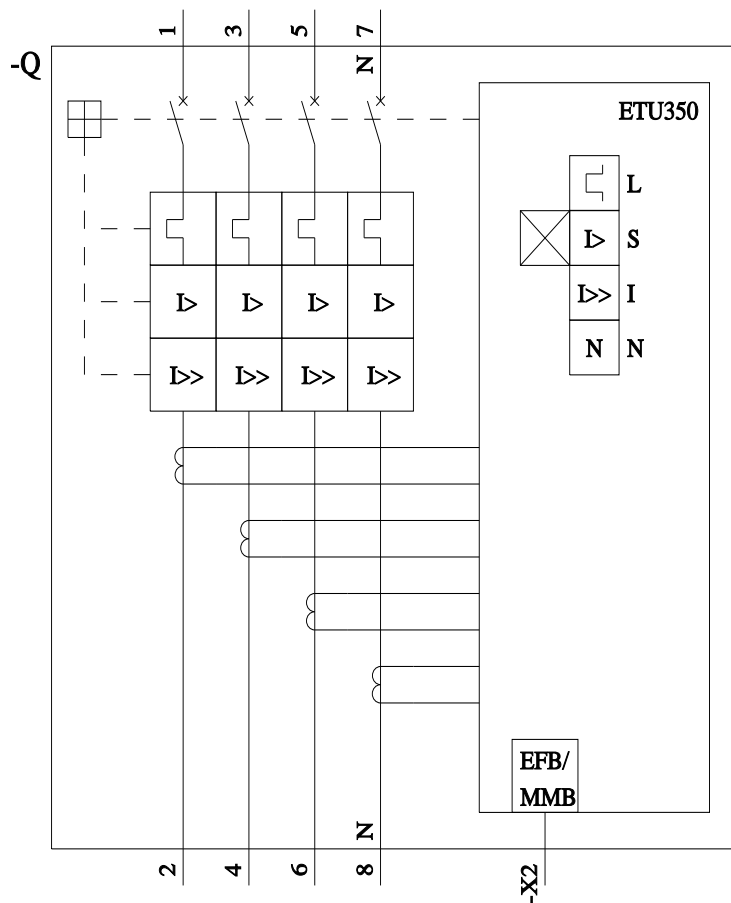 1 3 5 7
-Q
N
ETU350
L
I> S
I>> I
N N
I> I> I> I>
I>> I>> I>> I>>
EFB/
MMB
N
2 4 6 8
-X2